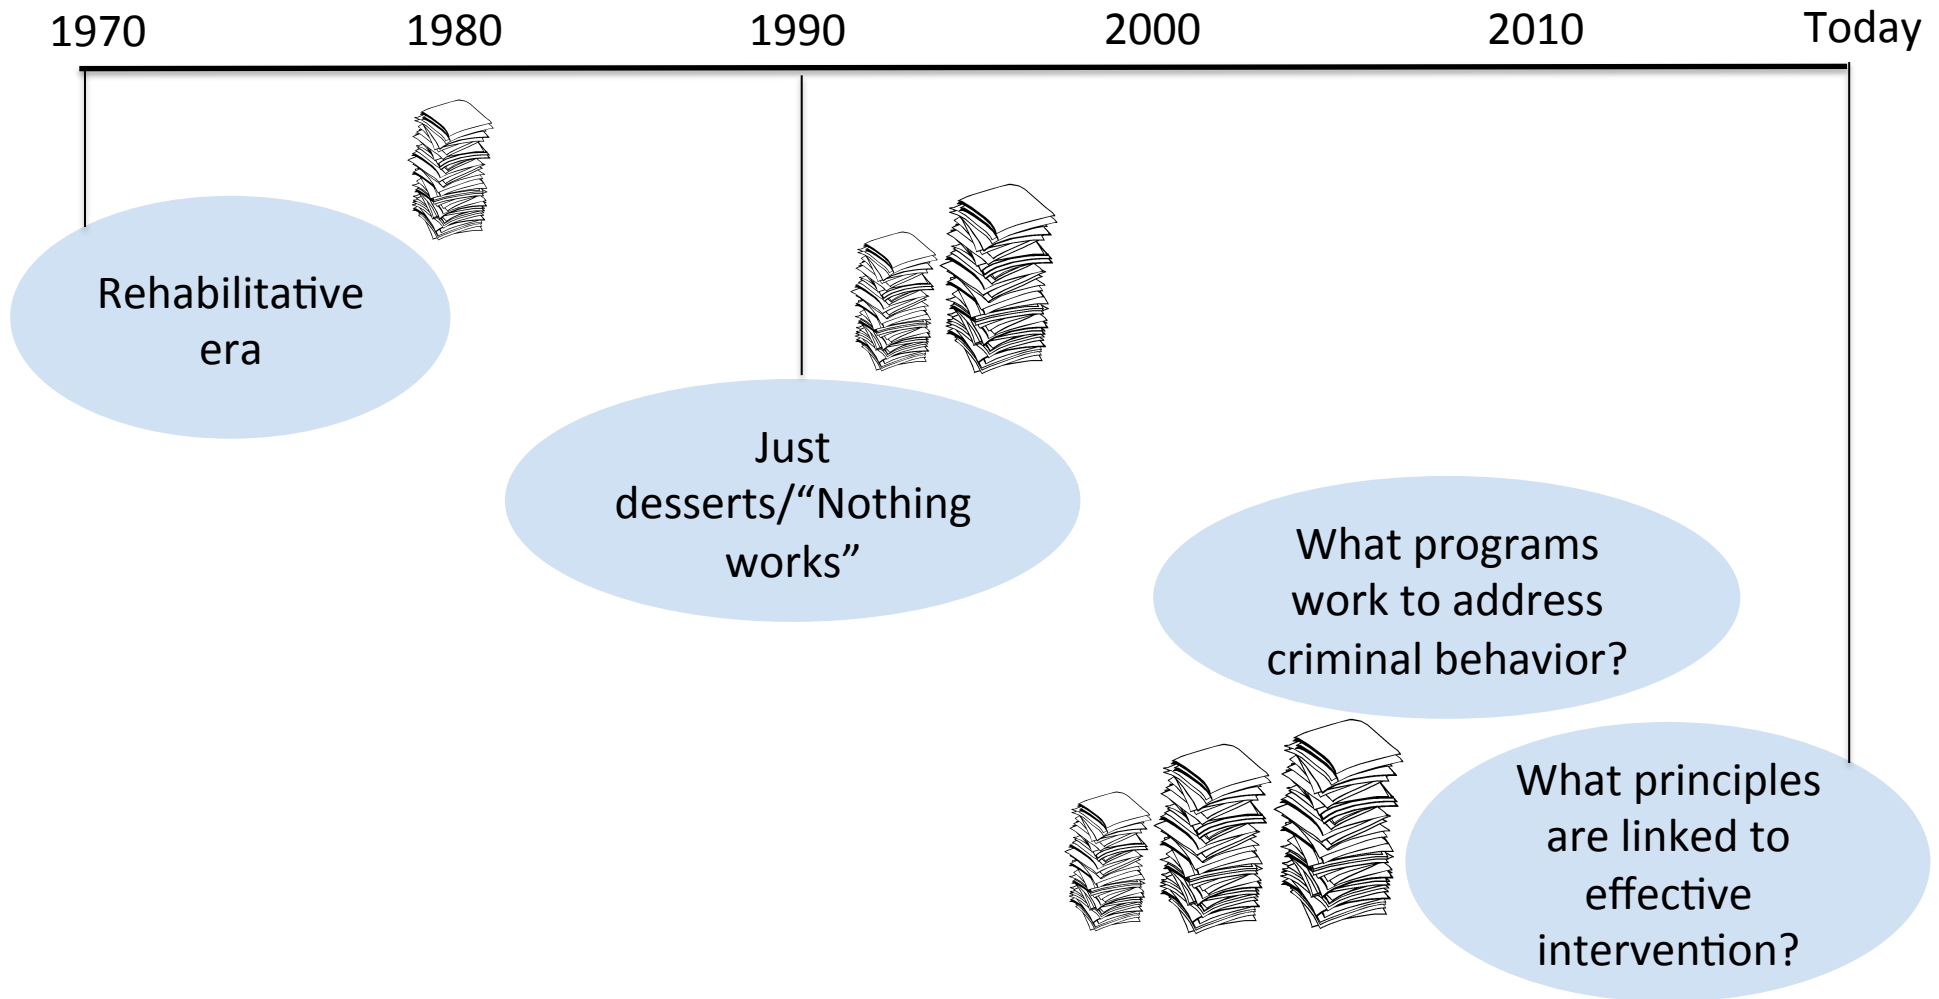 1970 1980 1990 2000 2010 Today
Rehabilitative
era
Just
desserts/“Nothing
works”
What programs
work to address
criminal behavior?
What principles
are linked to
effective
intervention?